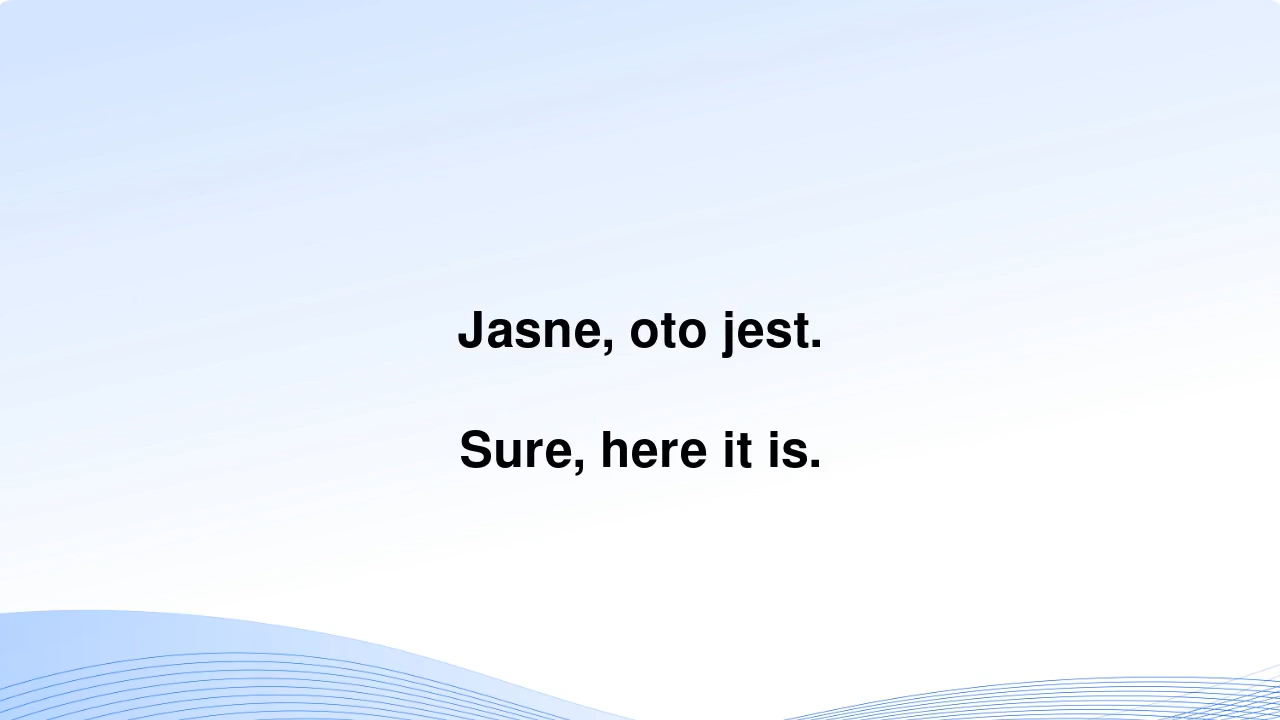 Jasne, oto jest.
Sure, here it is.